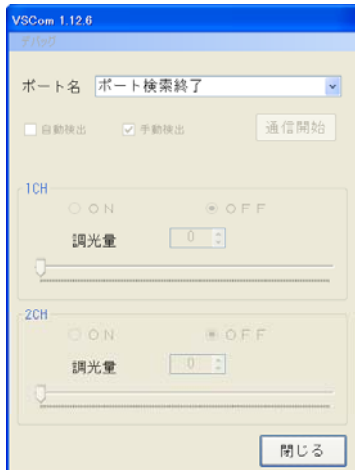 VSCom 1.12.6
デバッグ
ポート名 ポート検索終了
自動検出 手動検出 通信開始
1CH
ON OFF
調光量 0
2CH
ON OFF
調光量 0
閉じる